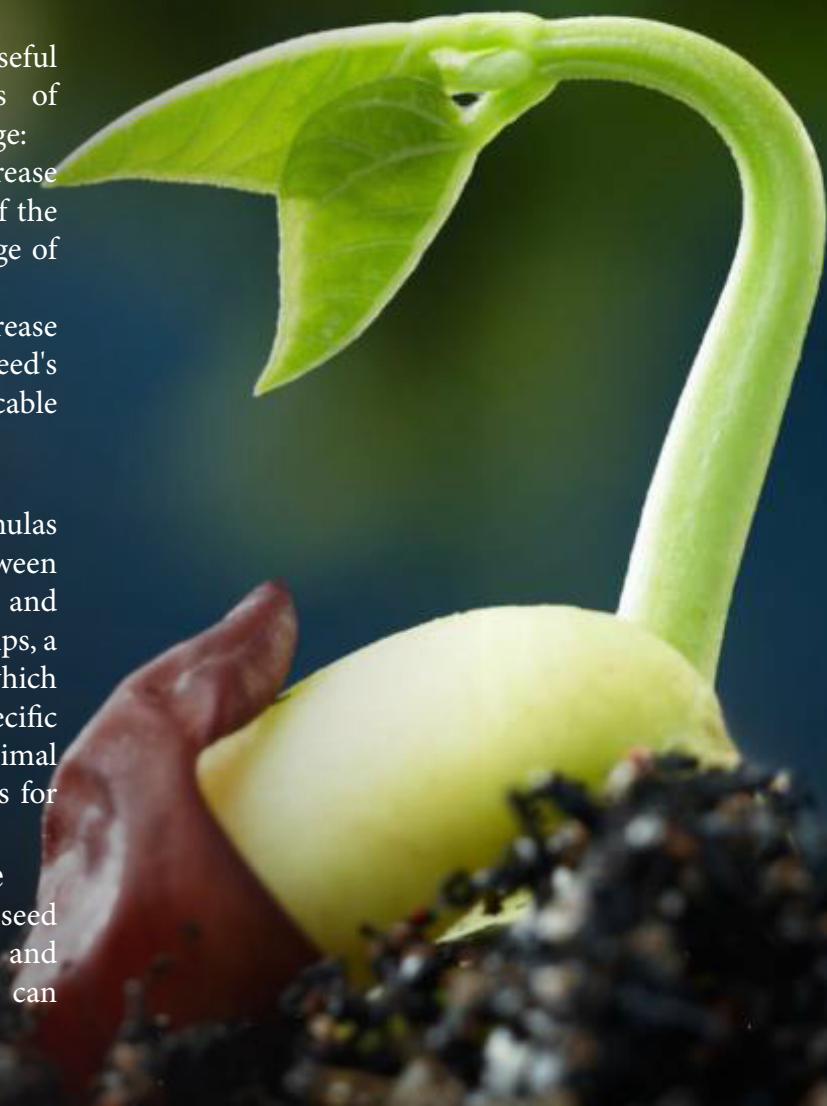 seful
s of
ge:
rease
f the
ge of
rease
eed's
cable
nulas
ween
and
ps, a
which
ecific
imal
s for
e
seed
and
can